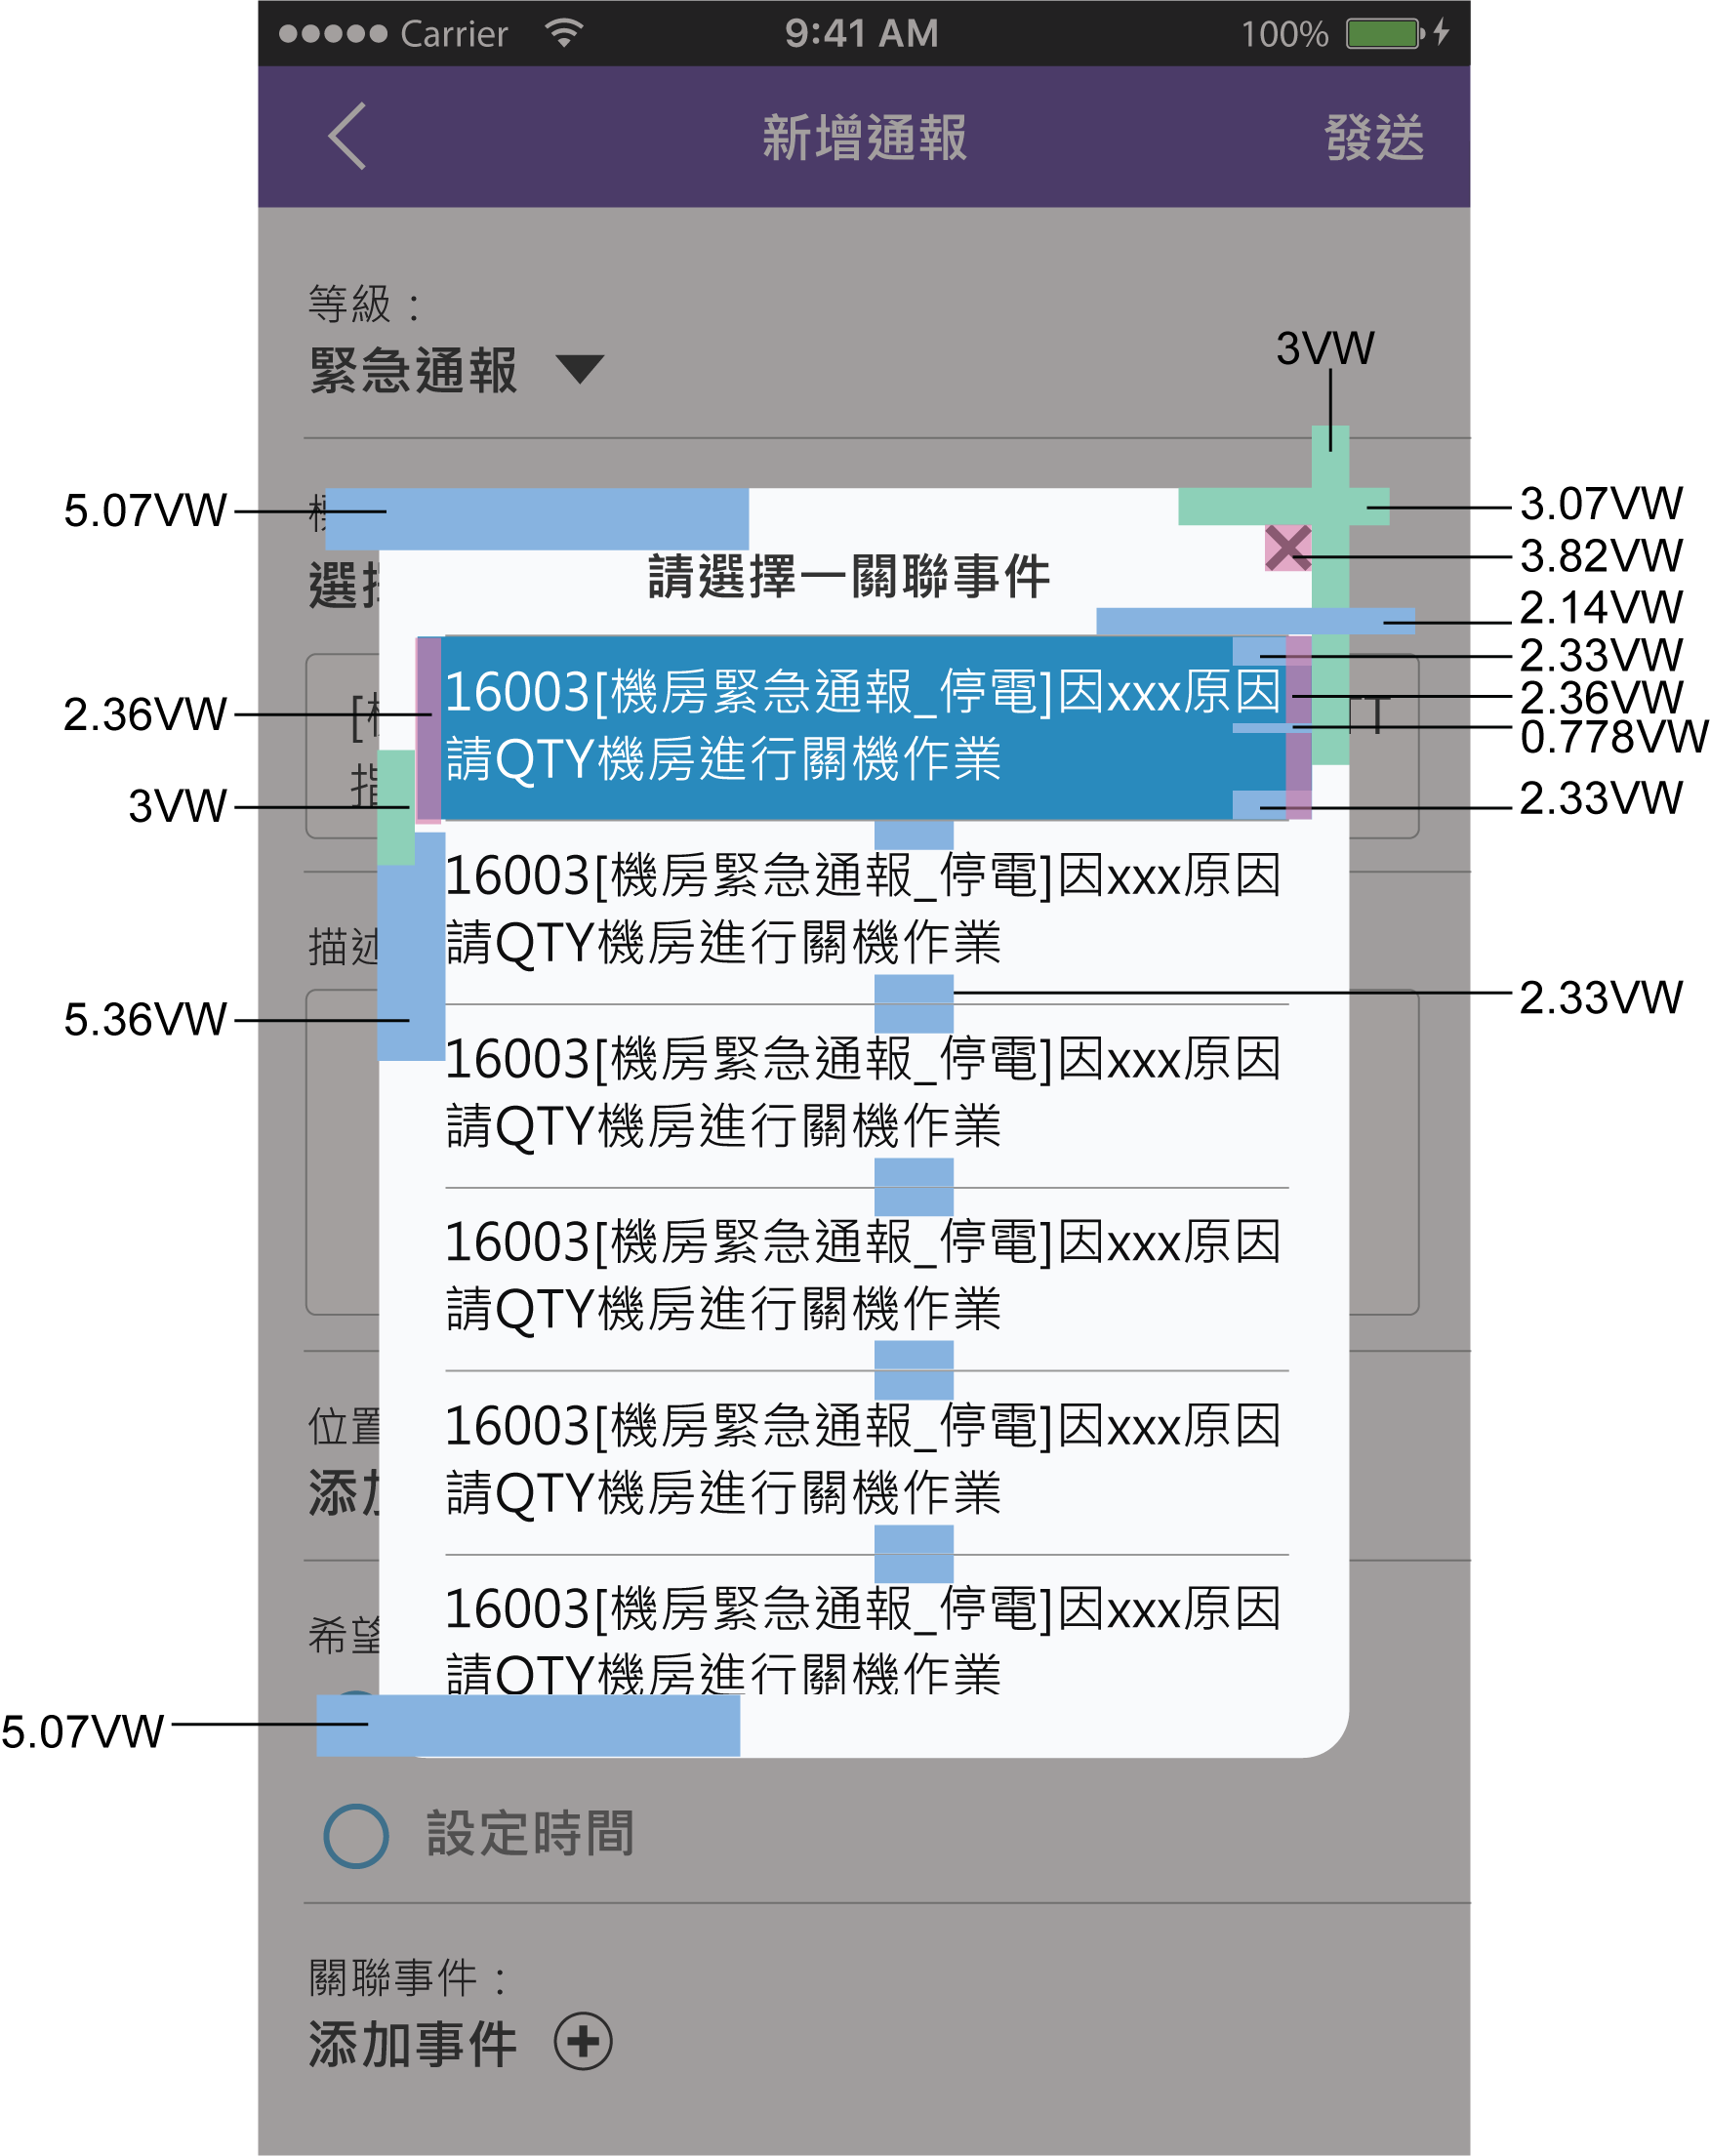 Carrier 9:41 AM 100%
新增通報 發送
等級：
緊急通報
3VW
5.07VW
3.07VW
請選擇一關聯事件
3.82VW
2.14VW
2.33VW
16003[機房緊急通報_停電]因xxx原因
2.36VW
2.36VW
0.778VW
請QTY機房進行關機作業
3VW
2.33VW
16003[機房緊急通報_停電]因xxx原因
請QTY機房進行關機作業
描述
5.36VW
2.33VW
16003[機房緊急通報_停電]因xxx原因
請QTY機房進行關機作業
16003[機房緊急通報_停電]因xxx原因
請QTY機房進行關機作業
位置
16003[機房緊急通報_停電]因xxx原因
請QTY機房進行關機作業
添加
16003[機房緊急通報_停電]因xxx原因
希望
請QTY機房進行關機作業
5.07VW
設定時間
關聯事件：
添加事件